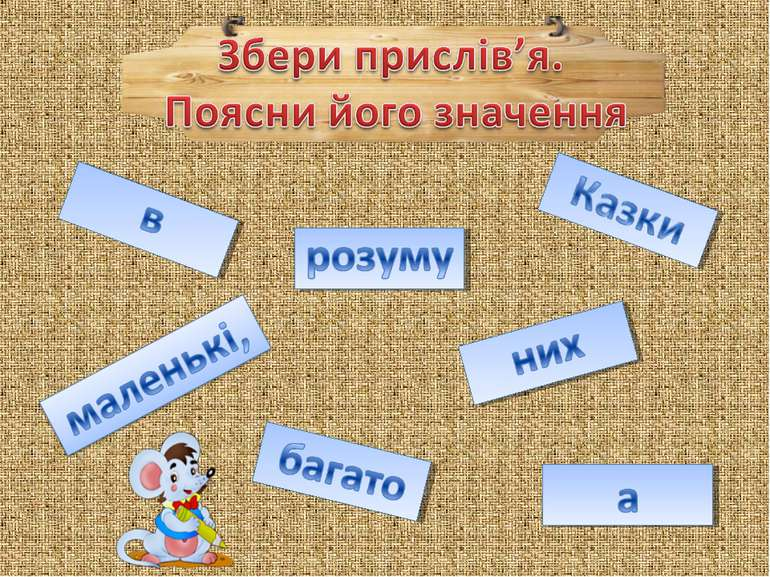 Збери прислів’я.
Поясни його значення
в
Казки
розуму
маленькі,
них
багато
а